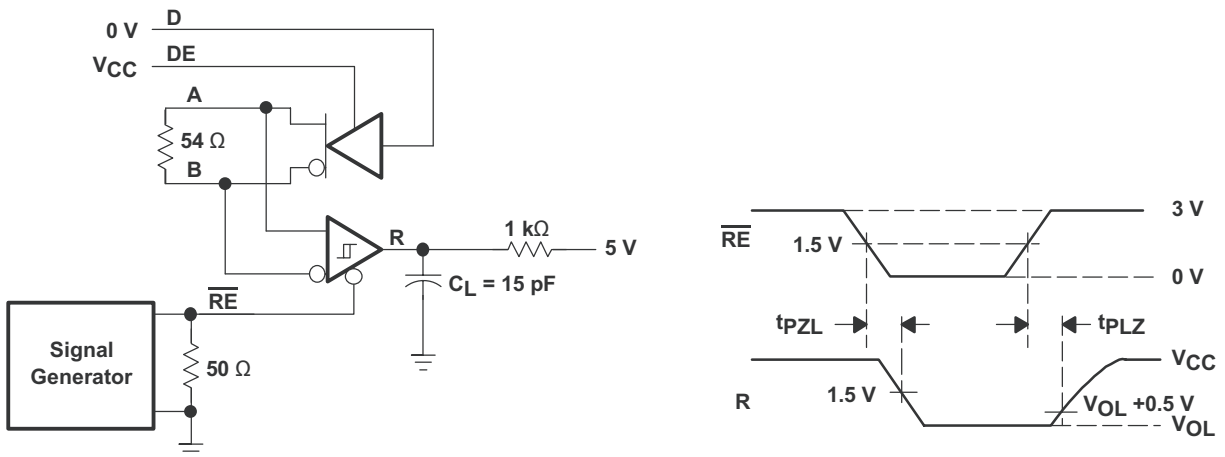 D
0 V
DE
VCC
A
54 Ω
B
R
1 kΩ
5 V
CL = 15 pF
RE
Signal
Generator
50 Ω
3 V
RE
1.5 V
0 V
tPZL
tPLZ
VCC
1.5 V
R
VOL +0.5 V
VOL